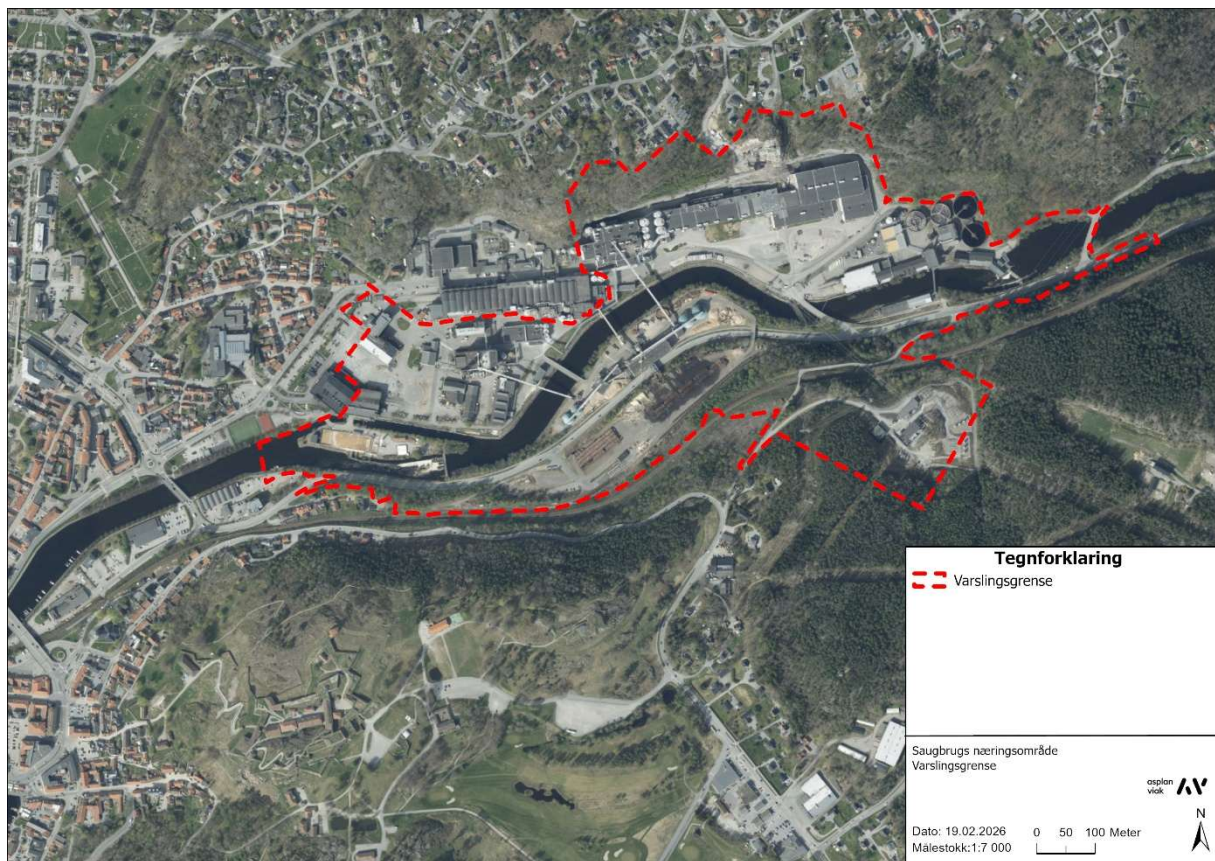 Tegnforklaring
Varslingsgrense
Saugbrugs næringsområde
Varslingsgrense
asplan
viak
N
Dato: 19.02.2026
0 50 100 Meter
Målestokk:1:7 000